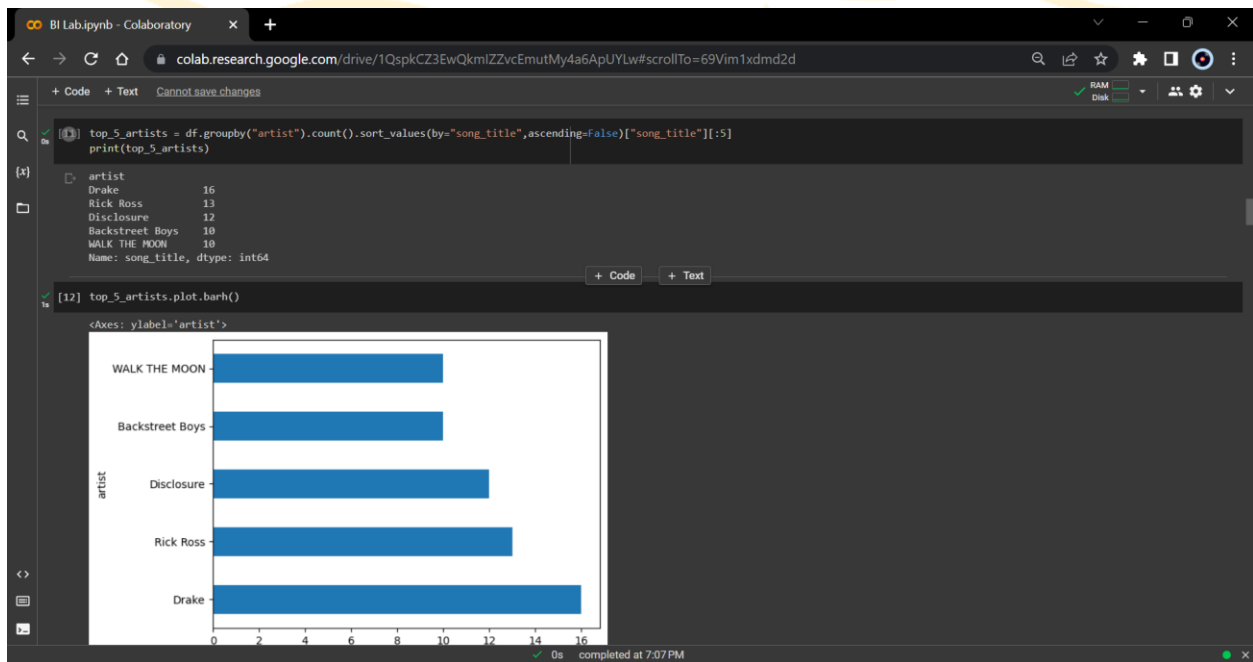 BI Lab.ipynb - Colaboratory
colab.research.google.com/drive/1QspkCZ3EwQkmIZZvcEmutMy4a6ApUYLw#scrollTo=69Vim1xdmd2d
+ Code + Text Cannot save changes
RAM
Disk
top_5_artists = df.groupby("artist").count().sort_values(by="song_title",ascending=False)["song_title"][:5]
0s
print(top_5_artists)
{x}
artist
Drake 16
Rick Ross 13
Disclosure 12
Backstreet Boys 10
WALK THE MOON 10
Name: song_title, dtype: int64
+ Code + Text
[12] top_5_artists.plot.barh()
1s
<Axes: ylabel='artist'>
WALK THE MOON
Backstreet Boys
artist
Disclosure
Rick Ross
Drake
0 2 4 6 8 10 12 14 16
0s completed at 7:07 PM